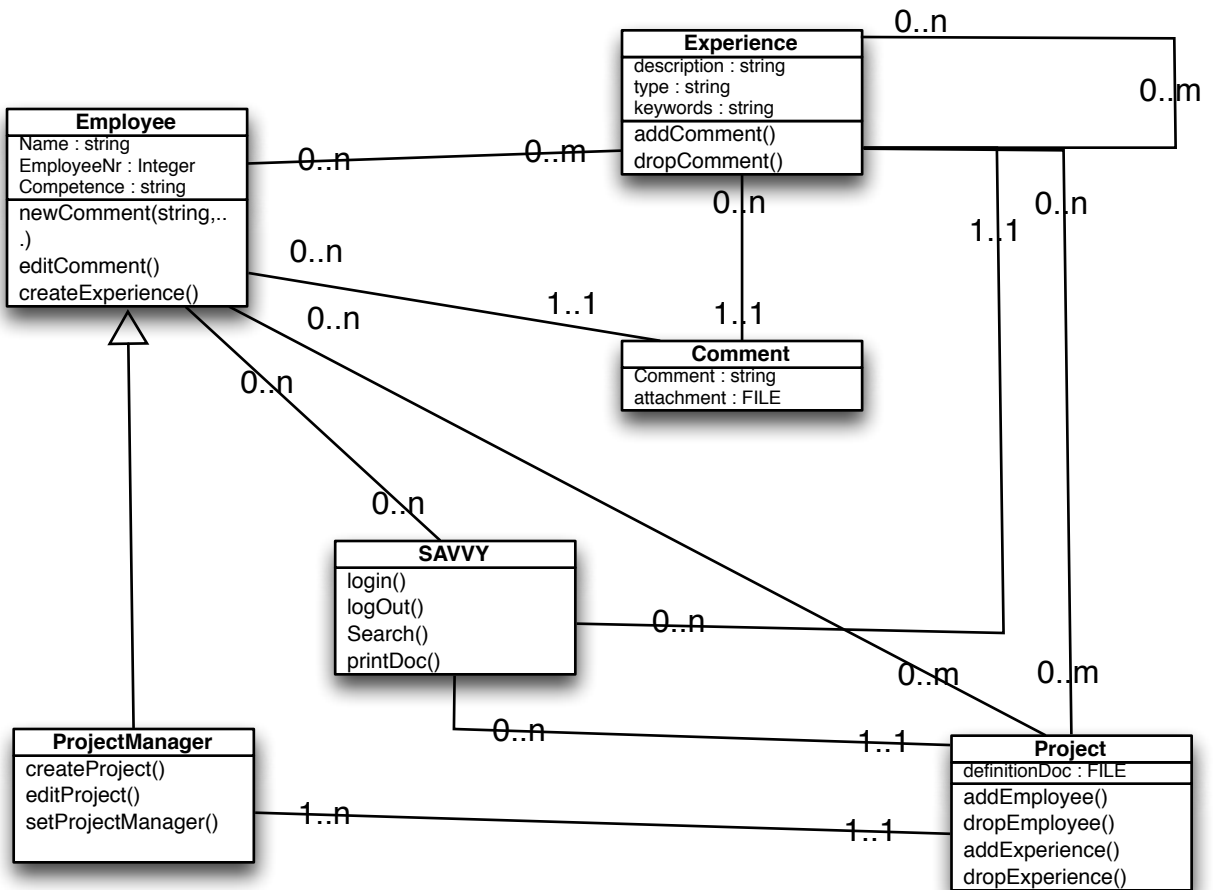 0..n
Experience
description : string
type : string
keywords : string
addComment()
dropComment()
0..m
Employee
Name : string
EmployeeNr : Integer
Competence : string
newComment(string,..
.)
editComment()
createExperience()
0..n
0..m
0..n
0..n
1..1
0..n
1..1
1..1
0..n
Comment
Comment : string
attachment : FILE
0..n
0..n
SAVVY
login()
logOut()
Search()
printDoc()
0..n
0..m
0..m
0..n
1..1
ProjectManager
createProject()
editProject()
setProjectManager()
1..n
1..1
Project
definitionDoc : FILE
addEmployee()
dropEmployee()
addExperience()
dropExperience()